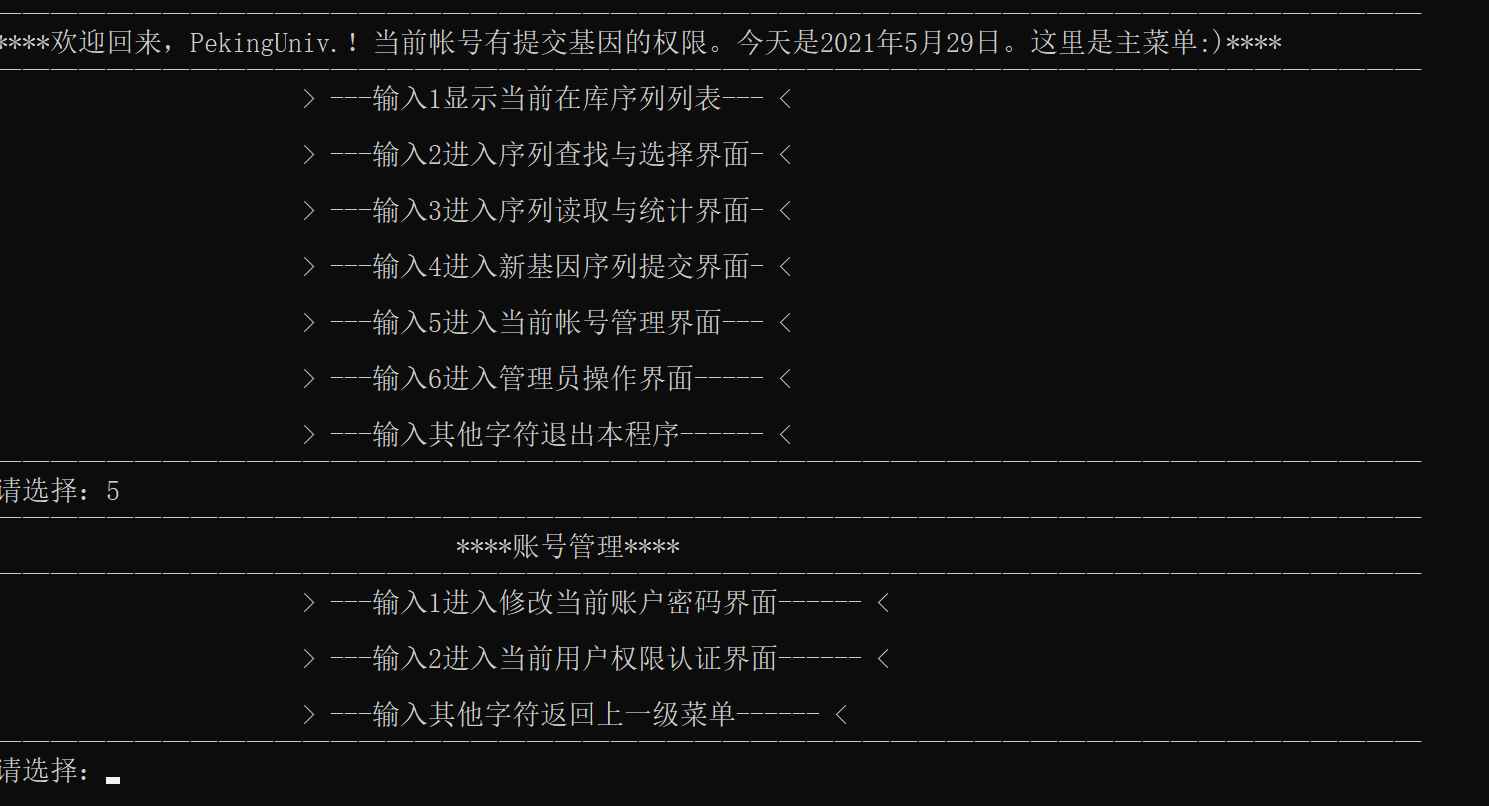 ****欢迎回来，PekingUniv.！当前帐号有提交基因的权限。今天是2021年5月29日。这里是主菜单:)****
> ---输入1显示当前在库序列列表--- <
> ---输入2进入序列查找与选择界面- <
> ---输入3进入序列读取与统计界面- <
> ---输入4进入新基因序列提交界面- <
> ---输入5进入当前帐号管理界面--- <
> ---输入6进入管理员操作界面----- <
> ---输入其他字符退出本程序------ <
请选择：5
****账号管理****
> ---输入1进入修改当前账户密码界面------ <
> ---输入2进入当前用户权限认证界面------ <
> ---输入其他字符返回上一级菜单------ <
请选择：